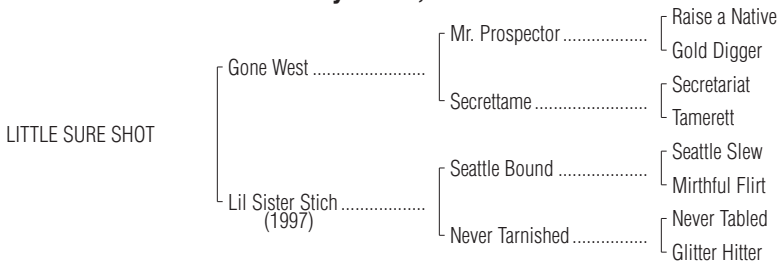 Raise a Native
Mr. Prospector
Gold Digger
Gone West
Secretariat
Secrettame
Tamerett
LITTLE SURE SHOT
Seattle Slew
Seattle Bound
Mirthful Flirt
Lil Sister Stich
(1997)
Never Tabled
Never Tarnished
Glitter Hitter